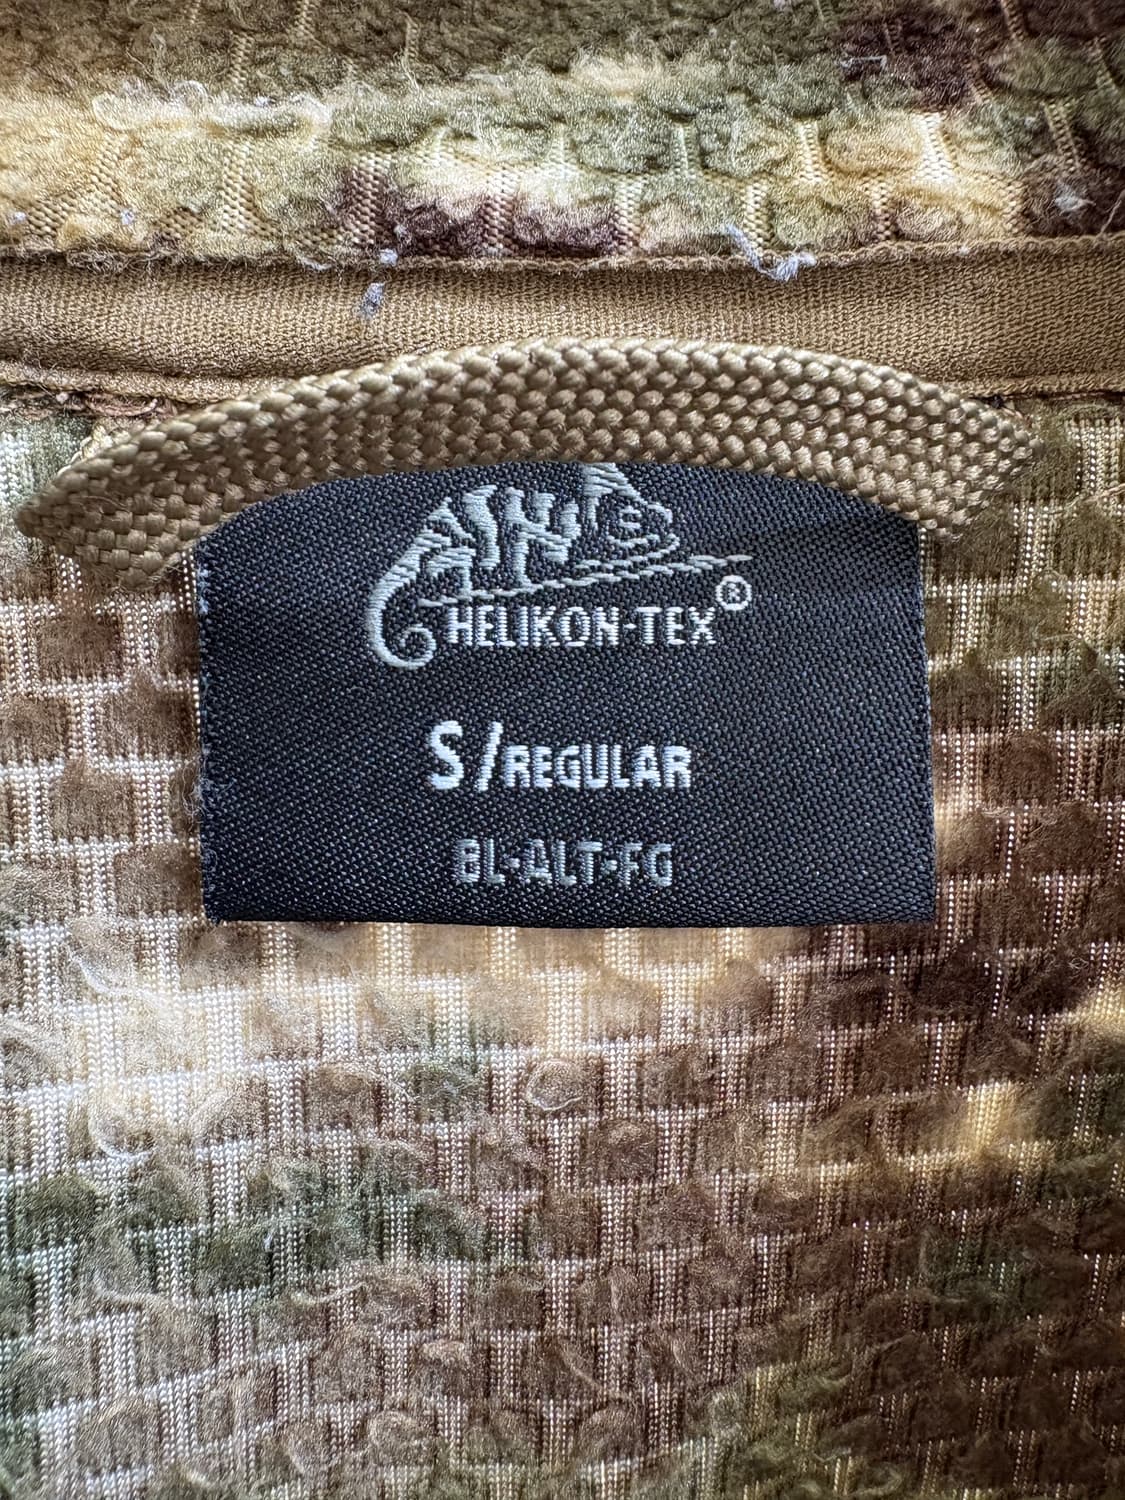 HELIKON-TEX®
S/REGULAR
BL-ALT-FG